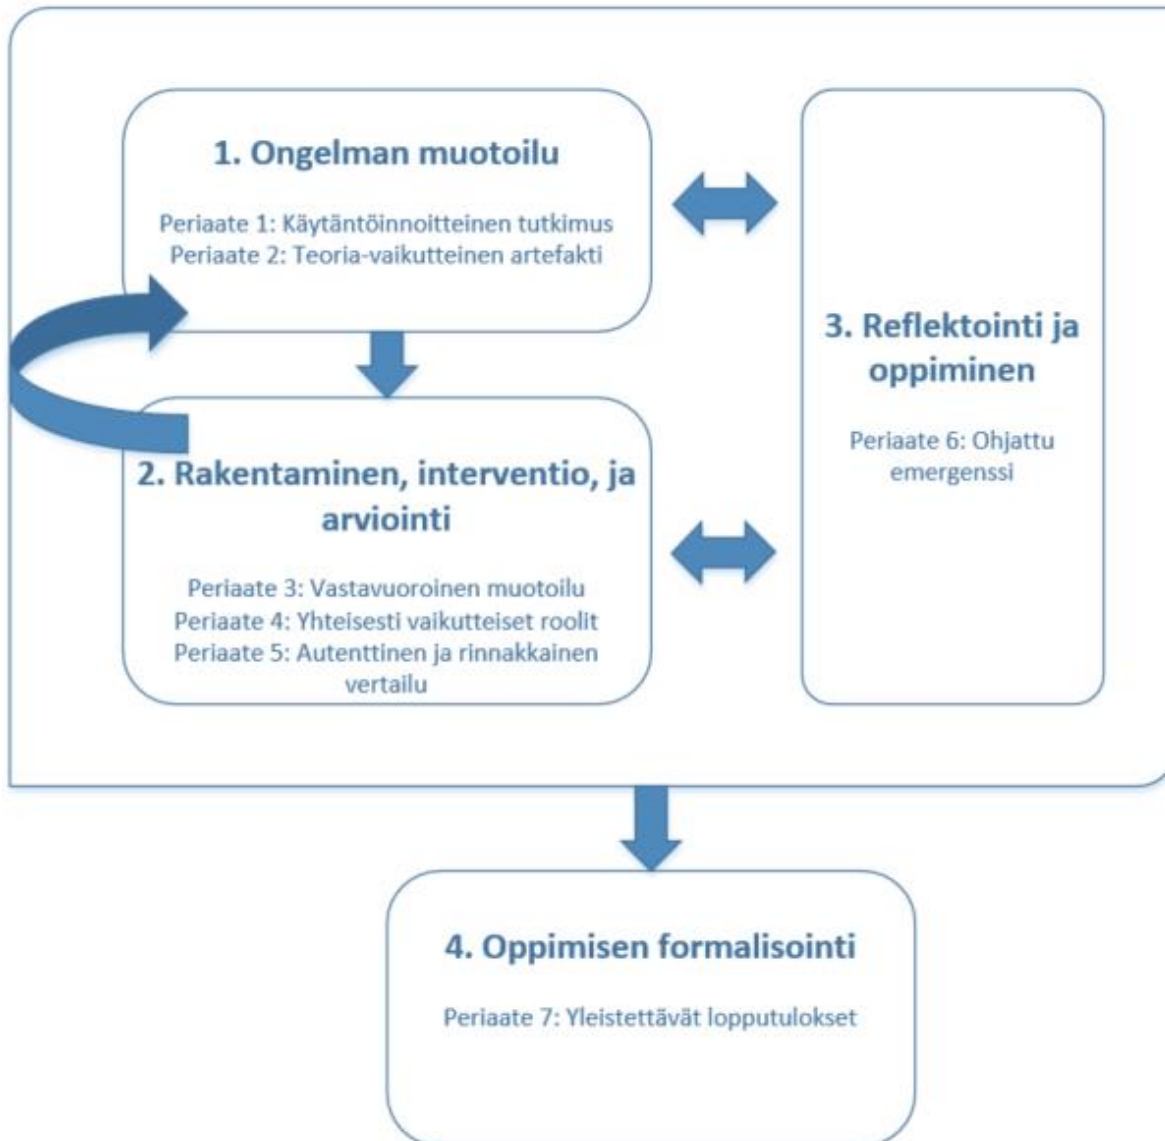 1. Ongelman muotoilu
Periaate 1: Käytäntöinnoitteinen tutkimus
Periaate 2: Teoria-vaikutteinen artefakti
2. Rakentaminen, interventio, ja
arviointi
Periaate 3: Vastavuoroinen muotoilu
Periaate 4: Yhteisesti vaikutteiset roolit
Periaate 5: Autenttinen ja rinnakkainen
vertailu
3. Reflektointi ja
oppiminen
Periaate 6: Ohjattu
emergenssi
4. Oppimisen formalisointi
Periaate 7: Yleistettävät lopputulokset